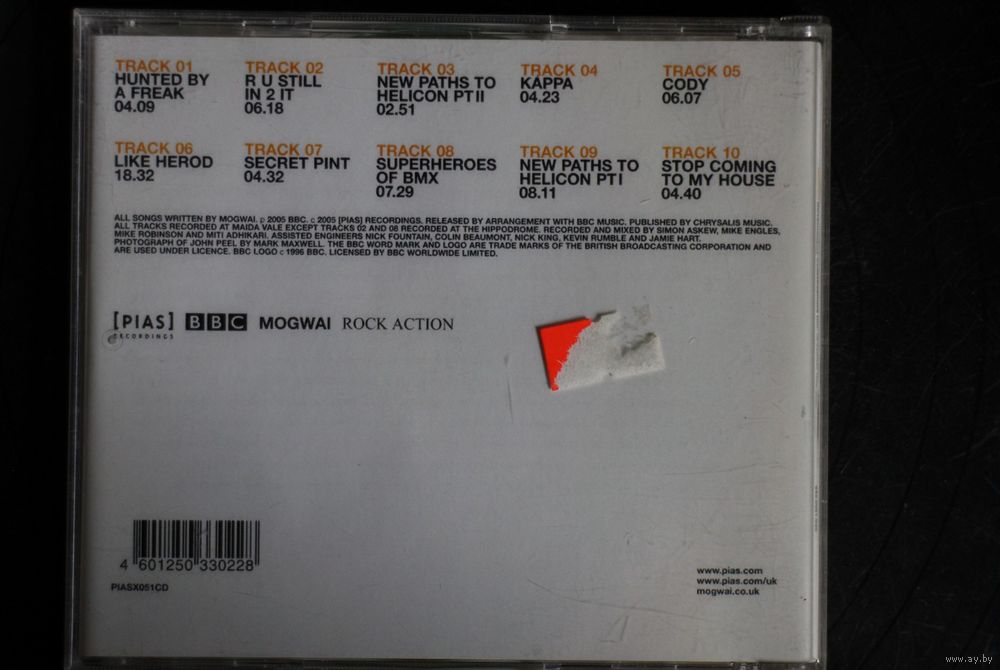 TRACK 01
HUNTED BY
A FREAK
04.09
TRACK 02
R U STILL
IN 2 IT
06.18
TRACK 03
NEW PATHS TO
HELICON PT II
02.51
TRACK 04
KAPPA
04.23
TRACK 05
CODY
06.07
TRACK 06
LIKE HEROD
18.32
TRACK 07
SECRET PINT
04.32
TRACK 08
SUPERHEROES
OF BMX
07.29
TRACK 09
NEW PATHS TO
HELICON PT I
08.11
TRACK 10
STOP COMING
TO MY HOUSE
04.40
ALL SONGS WRITTEN BY MOGWAI. p 2005 BBC. c 2005 [PIAS] RECORDINGS. RELEASED BY ARRANGEMENT WITH BBC MUSIC. PUBLISHED BY CHRYSALIS MUSIC.
ALL TRACKS RECORDED AT MAIDA VALE EXCEPT TRACKS 02 AND 08 RECORDED AT THE HIPPODROME. RECORDED AND MIXED BY SIMON ASKEW, MIKE ENGLES,
MIKE ROBINSON AND MITI ADHIKARI. ASSISTED ENGINEERS NICK FOUNTAIN, COLIN BEAUMONT, NICK KING, KEVIN RUMBLE AND JAMIE HART.
PHOTOGRAPH OF JOHN PEEL BY MARK MAXWELL. THE BBC WORD MARK AND LOGO ARE TRADE MARKS OF THE BRITISH BROADCASTING CORPORATION AND
ARE USED UNDER LICENCE. BBC LOGO c 1996 BBC. LICENSED BY BBC WORLDWIDE LIMITED.
[PIAS] BBC MOGWAI ROCK ACTION
RECORDINGS
4 601250 330228
PIASX051CD
www.pias.com
www.pias.com/uk
mogwai.co.uk
www.ay.by